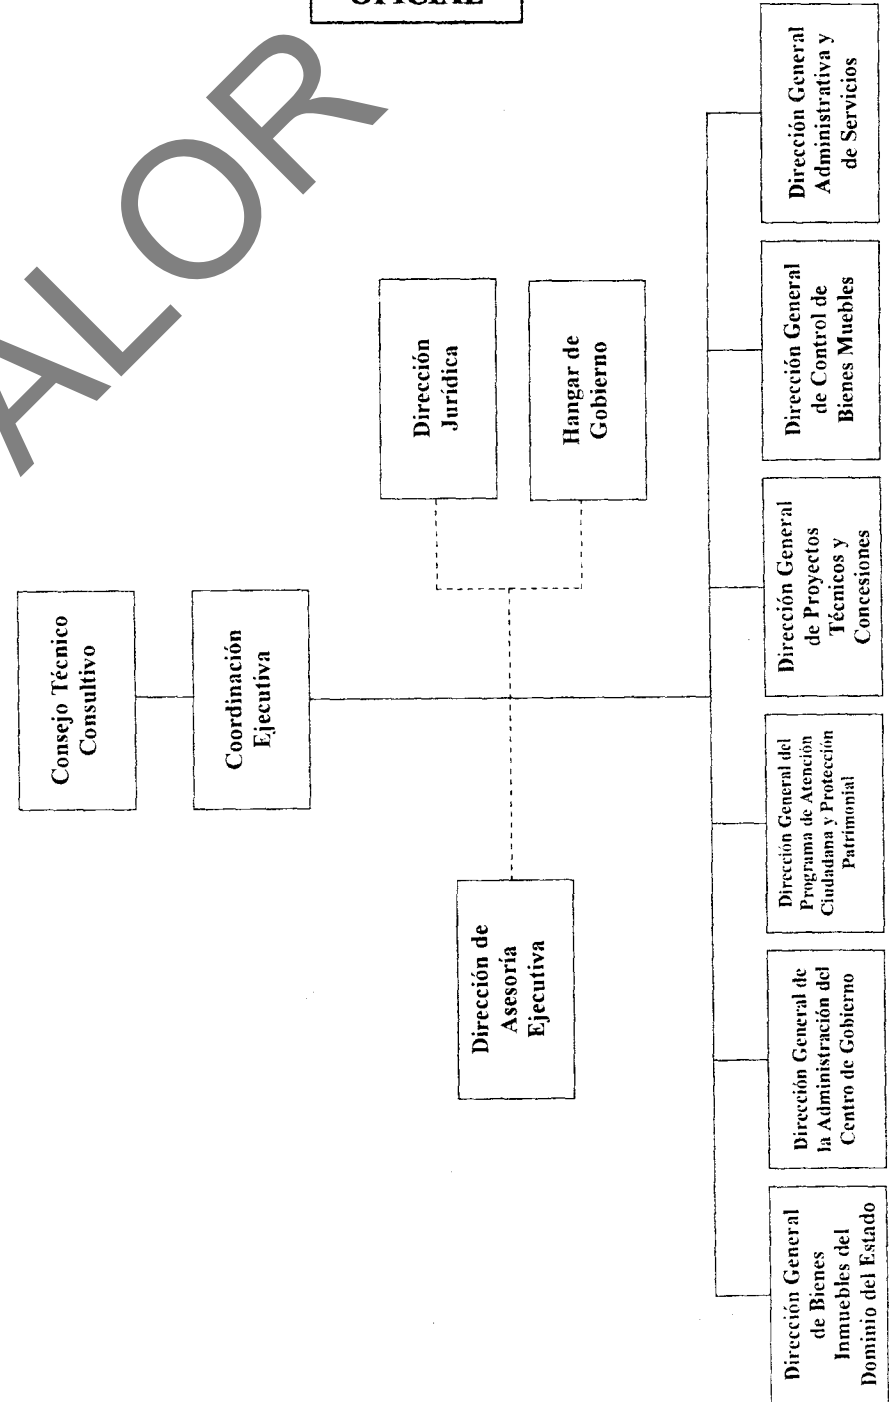 OFICIAL
ALOR
Consejo Técnico
Consultivo
Coordinación
Ejecutiva
Dirección de
Asesoría
Ejecutiva
Dirección
Jurídica
Hangar de
Gobierno
Dirección General
de Bienes
Inmuebles del
Dominio del Estado
Dirección General de
la Administración del
Centro de Gobierno
Dirección General del
Programa de Atención
Ciudadana y Protección
Patrimonial
Dirección General
de Proyectos
Técnicos y
Concesiones
Dirección General
de Control de
Bienes Muebles
Dirección General
Administrativa y
de Servicios